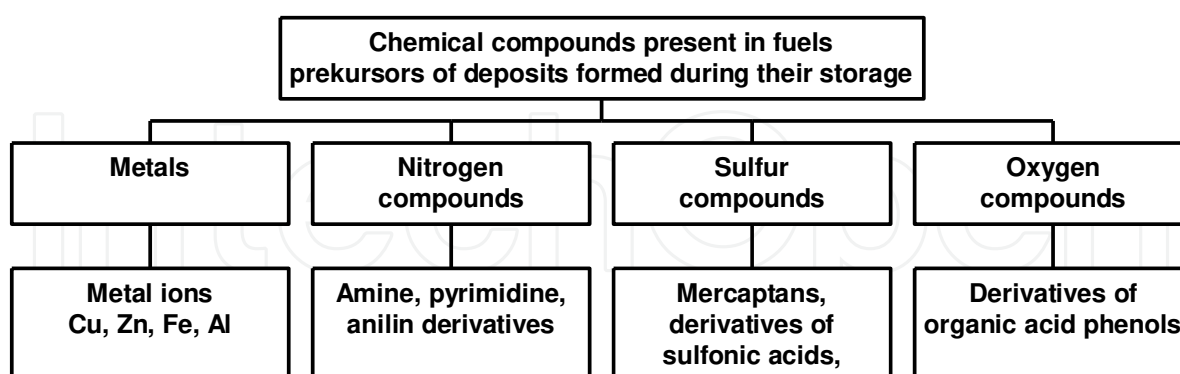 Chemical compounds present in fuels
prekursors of deposits formed during their storage
Metals
Nitrogen
compounds
Sulfur
compounds
Oxygen
compounds
Metal ions
Cu, Zn, Fe, Al
Amine, pyrimidine,
anilin derivatives
Mercaptans,
derivatives of
sulfonic acids,
Derivatives of
organic acid phenols
IntechOpen